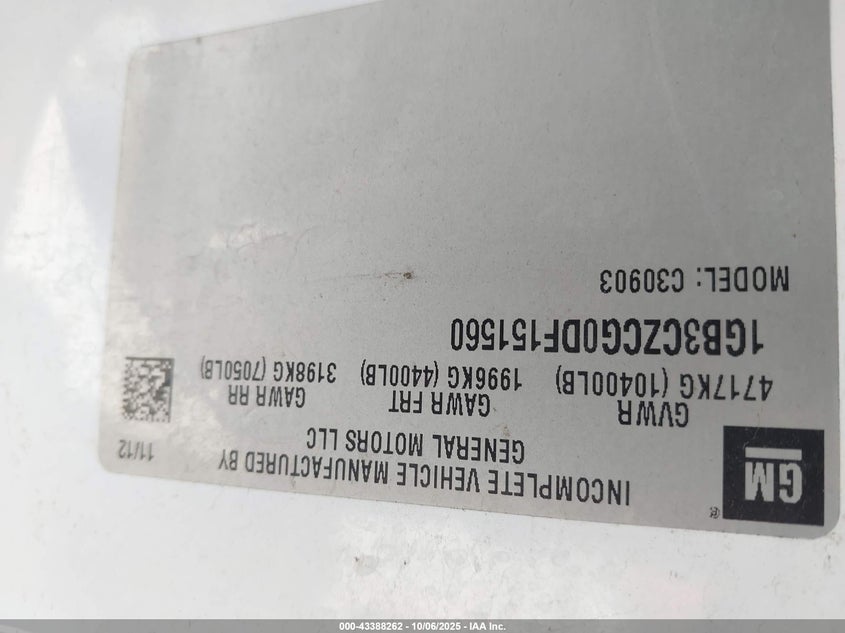 GM
®
INCOMPLETE VEHICLE MANUFACTURED BY
GENERAL MOTORS LLC
11/12
GVWR GAWR FRT GAWR RR
4717KG (10400LB) 1996KG (4400LB) 3198KG (7050LB)
1GB3CZCG0DF151560
MODEL: C30903
000-43388262 - 10/06/2025 - IAA Inc.